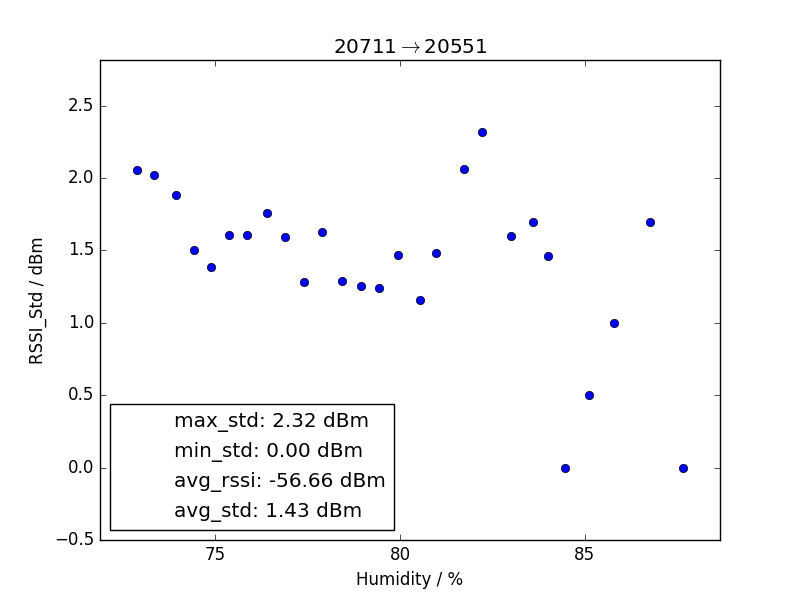 20711→20551
2.5
2.0
1.5
1.0
0.5
0.0
−0.5
RSSI_Std / dBm
max_std: 2.32 dBm
min_std: 0.00 dBm
avg_rssi: -56.66 dBm
avg_std: 1.43 dBm
75 80 85
Humidity / %